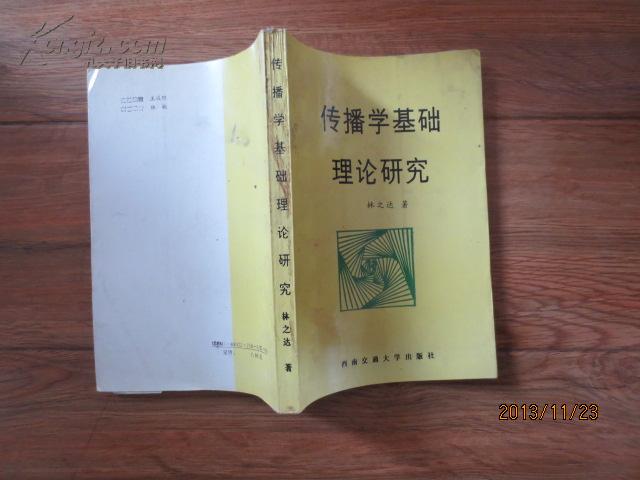 传播学基础
理论研究
林之达 著
西南交通大学出版社
传播学基础理论研究 林之达 著
2013/11/23